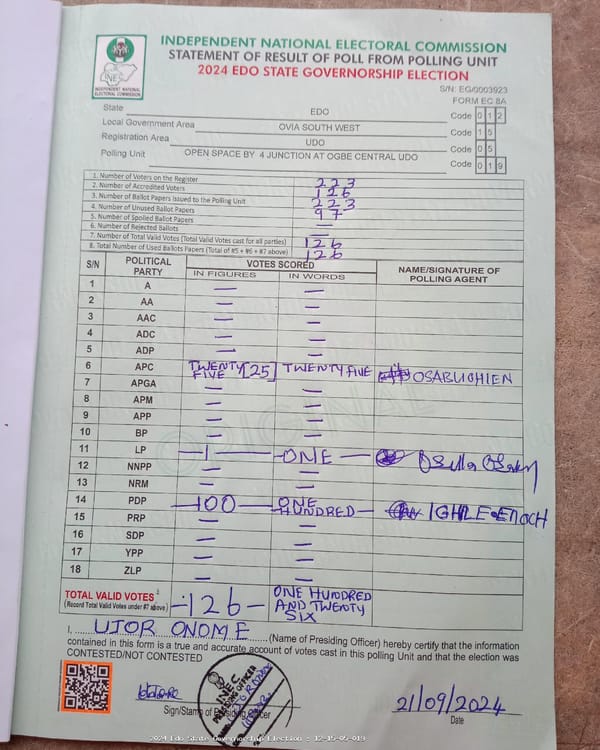 INDEPENDENT NATIONAL ELECTORAL COMMISSION
STATEMENT OF RESULT OF POLL FROM POLLING UNIT
2024 EDO STATE GOVERNORSHIP ELECTION
INEC
INDEPENDENT NATIONAL
ELECTORAL COMMISSION
S/N: EG/0003923
FORM EC 8A
State EDO Code 0 1 2
Local Government Area OVIA SOUTH WEST Code 1 5
Registration Area UDO Code 0 5
Polling Unit OPEN SPACE BY 4 JUNCTION AT OGBE CENTRAL UDO Code 0 1 9
1. Number of Voters on the Register 223
2. Number of Accredited Voters 126
3. Number of Ballot Papers Issued to the Polling Unit 223
4. Number of Unused Ballot Papers 97
5. Number of Spoiled Ballot Papers —
6. Number of Rejected Ballots —
7. Number of Total Valid Votes (Total Valid Votes cast for all parties) 126
8. Total Number of Used Ballots Papers (Total of #5 + #6 + #7 above) 126
S/N POLITICAL PARTY VOTES SCORED NAME/SIGNATURE OF POLLING AGENT
IN FIGURES IN WORDS
1 A — —
2 AA — —
3 AAC — —
4 ADC — —
5 ADP — —
6 APC TWENTY FIVE [25] TWENTY FIVE OSABUCHIEN
7 APGA — —
8 APM — —
9 APP — —
10 BP — —
11 LP —1— ONE —
12 NNPP — —
13 NRM — —
14 PDP —100— ONE HUNDRED — IGHILE ENOCH
15 PRP — —
16 SDP — —
17 YPP — —
18 ZLP — —
TOTAL VALID VOTES
(Record Total Valid Votes under #7 above) —126— ONE HUNDRED AND TWENTY SIX
I, UJOR ONOME (Name of Presiding Officer) hereby certify that the information
contained in this form is a true and accurate account of votes cast in this polling Unit and that the election was
CONTESTED/NOT CONTESTED
INEC
Sign/Stamp of Presiding Officer
21/09/2024
Date
2024 Edo State Governorship Election - 12-15-05-019